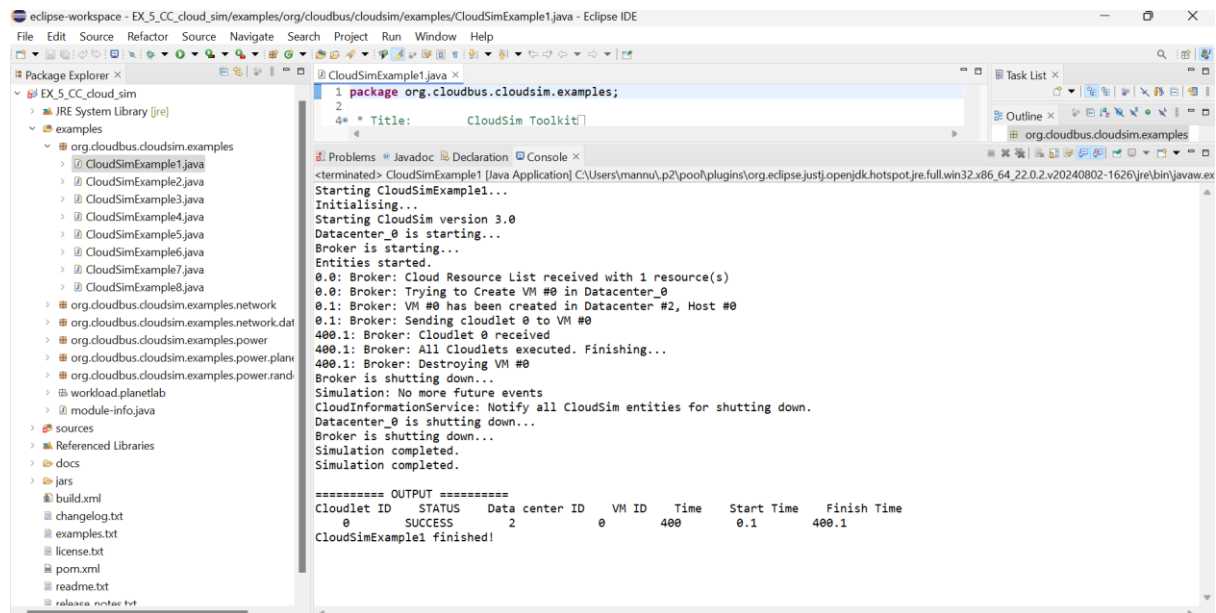 eclipse-workspace - EX_5_CC_cloud_sim/examples/org/cloudbus/cloudsim/examples/CloudSimExample1.java - Eclipse IDE
File Edit Source Refactor Source Navigate Search Project Run Window Help
Package Explorer
EX_5_CC_cloud_sim
JRE System Library [jre]
examples
org.cloudbus.cloudsim.examples
CloudSimExample1.java
CloudSimExample2.java
CloudSimExample3.java
CloudSimExample4.java
CloudSimExample5.java
CloudSimExample6.java
CloudSimExample7.java
CloudSimExample8.java
org.cloudbus.cloudsim.examples.network
org.cloudbus.cloudsim.examples.network.dat
org.cloudbus.cloudsim.examples.power
org.cloudbus.cloudsim.examples.power.plane
org.cloudbus.cloudsim.examples.power.rand
workload.planetlab
module-info.java
sources
Referenced Libraries
docs
jars
build.xml
changelog.txt
examples.txt
license.txt
pom.xml
readme.txt
release_notes.txt
CloudSimExample1.java
1 package org.cloudbus.cloudsim.examples;
2
4 * Title: CloudSim Toolkit
Task List
Outline
org.cloudbus.cloudsim.examples
Problems Javadoc Declaration Console
<terminated> CloudSimExample1 [Java Application] C:\Users\mannu\.p2\pool\plugins\org.eclipse.justj.openjdk.hotspot.jre.full.win32.x86_64_22.0.2.v20240802-1626\jre\bin\javaw.ex
Starting CloudSimExample1...
Initialising...
Starting CloudSim version 3.0
Datacenter_0 is starting...
Broker is starting...
Entities started.
0.0: Broker: Cloud Resource List received with 1 resource(s)
0.0: Broker: Trying to Create VM #0 in Datacenter_0
0.1: Broker: VM #0 has been created in Datacenter #2, Host #0
0.1: Broker: Sending cloudlet 0 to VM #0
400.1: Broker: Cloudlet 0 received
400.1: Broker: All Cloudlets executed. Finishing...
400.1: Broker: Destroying VM #0
Broker is shutting down...
Simulation: No more future events
CloudInformationService: Notify all CloudSim entities for shutting down.
Datacenter_0 is shutting down...
Broker is shutting down...
Simulation completed.
Simulation completed.
========== OUTPUT ==========
Cloudlet ID STATUS Data center ID VM ID Time Start Time Finish Time
0 SUCCESS 2 0 400 0.1 400.1
CloudSimExample1 finished!